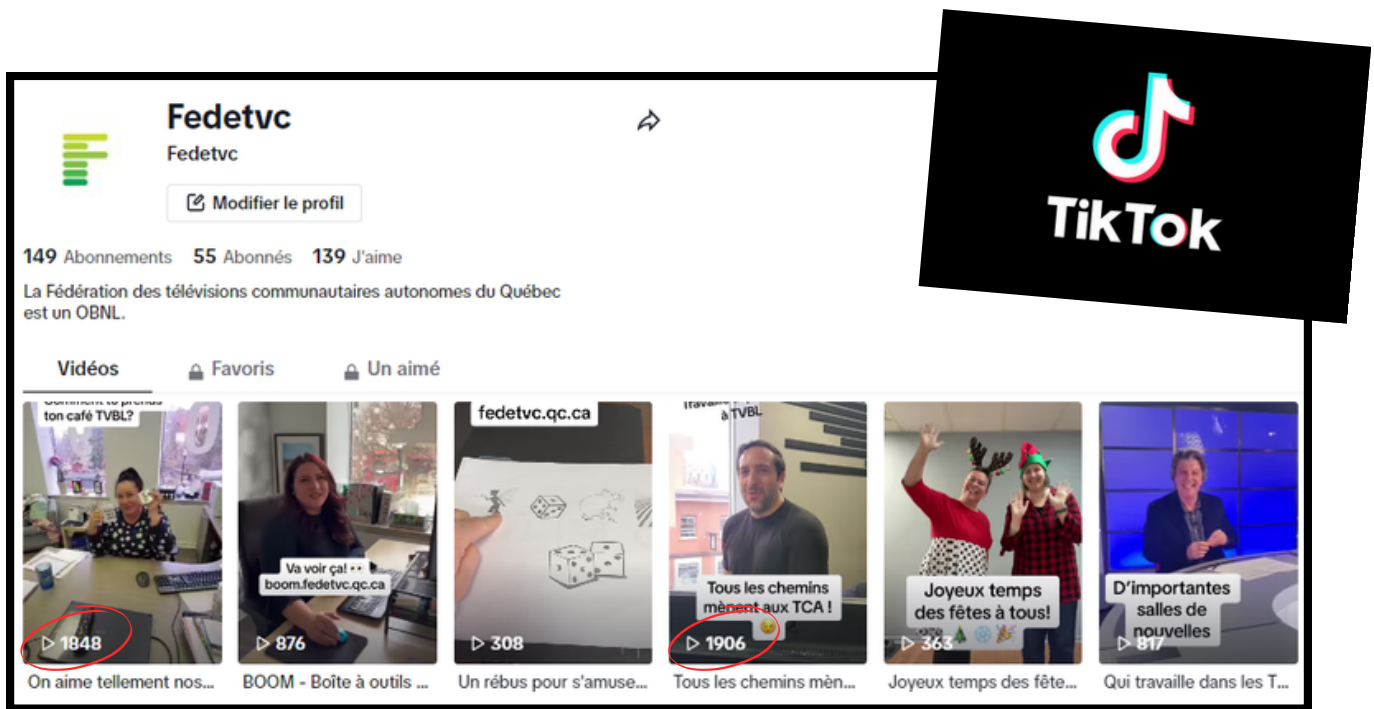 Fedetvc
Fedetvc
Modifier le profil
149 Abonnements 55 Abonnés 139 J'aime
La Fédération des télévisions communautaires autonomes du Québec
est un OBNL.
TikTok
Vidéos Favoris Un aimé
Comment tu prends
ton café TVBL?
1848
On aime tellement nos...
Va voir ça! 👀
boom.fedetvc.qc.ca
876
BOOM - Boîte à outils ...
fedetvc.qc.ca
308
Un rébus pour s'amuse...
à TVBL
Tous les chemins
mènent aux TCA !
😉
1906
Tous les chemins mèn...
Joyeux temps
des fêtes à tous!
🎄 ❄️ 🎉
363
Joyeux temps des fête...
D'importantes
salles de
nouvelles
817
Qui travaille dans les T...